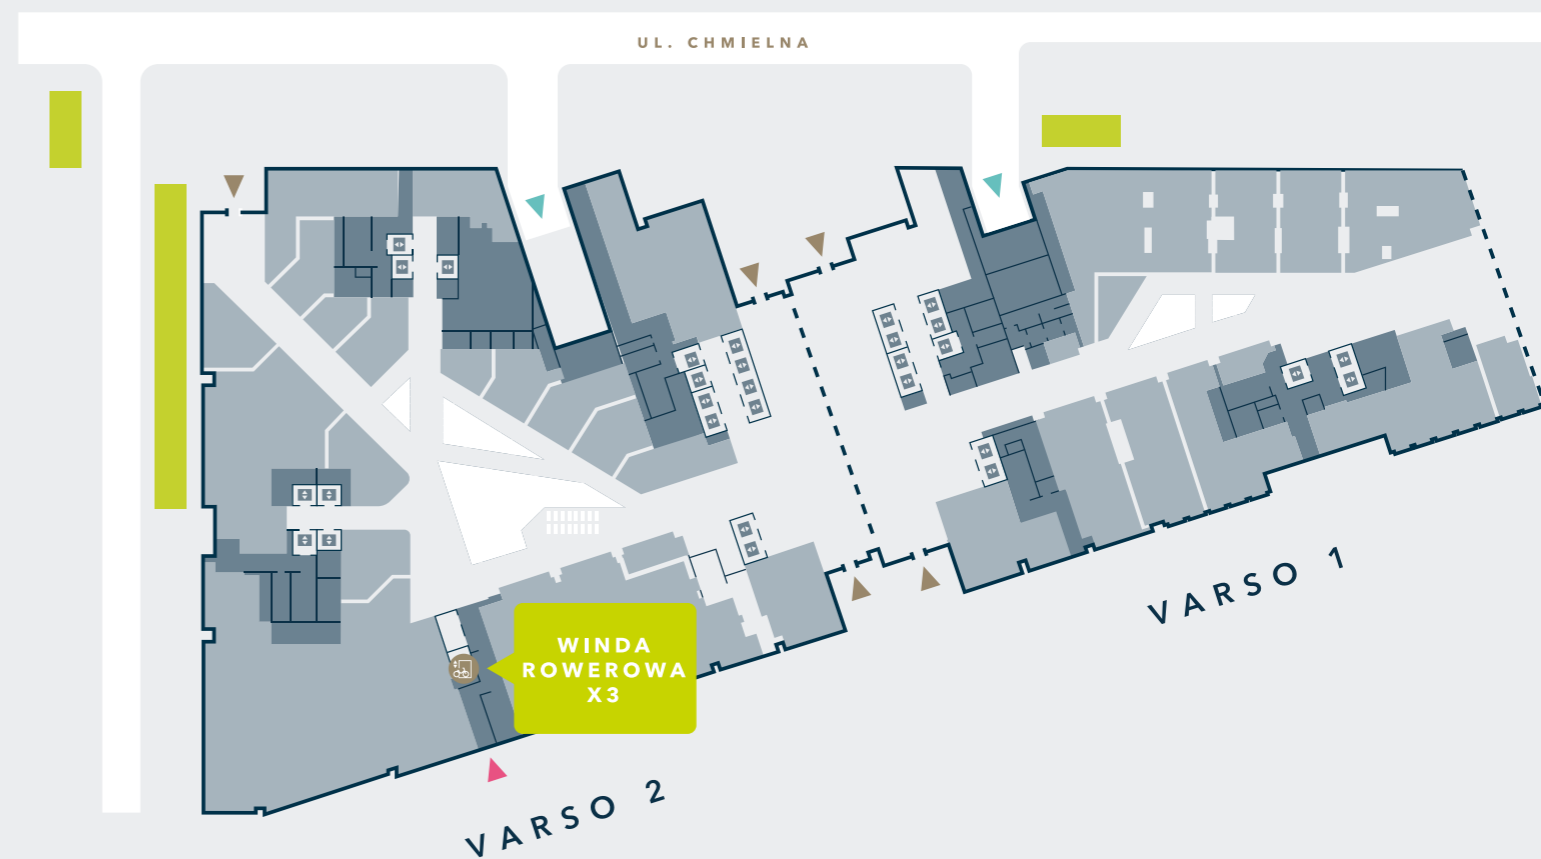 UL. CHMIELNA
VARSO 1
WINDA
ROWEROWA
X3
VARSO 2